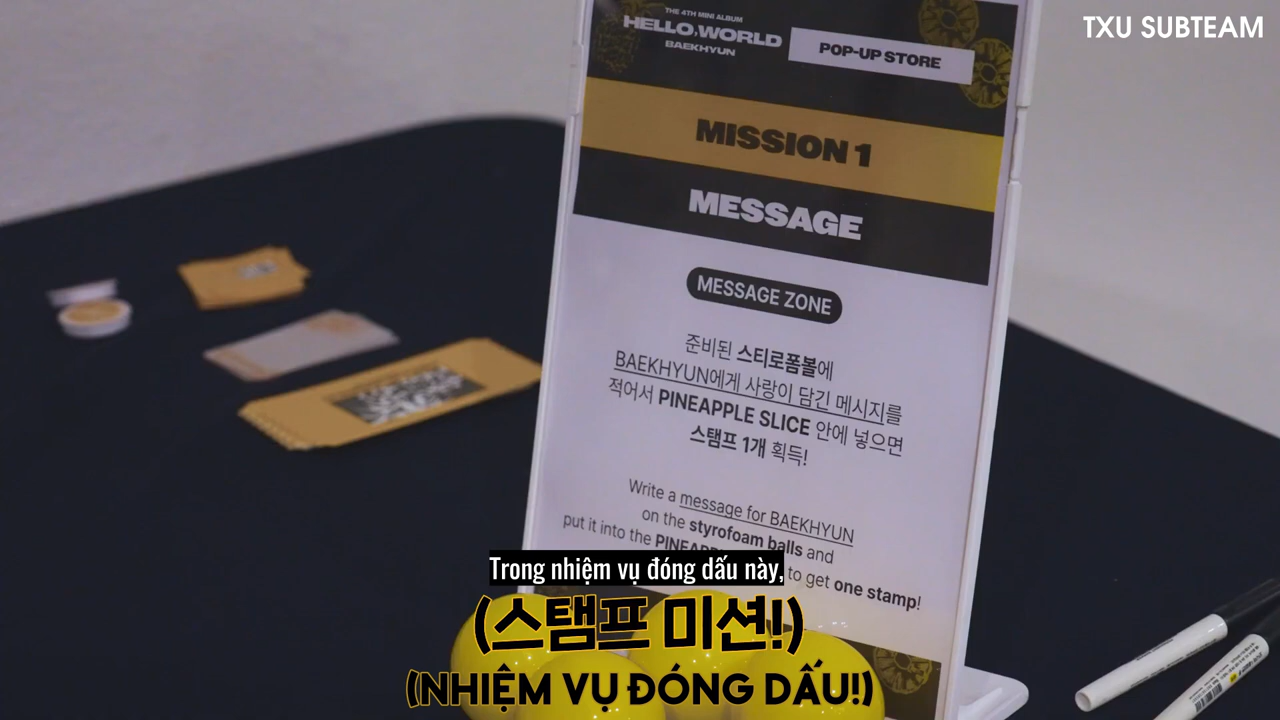 TXU SUBTEAM
THE 4TH MINI ALBUM
HELLO, WORLD
BAEKHYUN
POP-UP STORE
MISSION 1
MESSAGE
MESSAGE ZONE
준비된 스티로폼볼에
BAEKHYUN에게 사랑이 담긴 메시지를
적어서 PINEAPPLE SLICE 안에 넣으면
스탬프 1개 획득!
Write a message for BAEKHYUN
on the styrofoam balls and
put it into the to get one stamp!
Trong nhiệm vụ đóng dấu này,
(스탬프 미션!)
(NHIỆM VỤ ĐÓNG DẤU!)